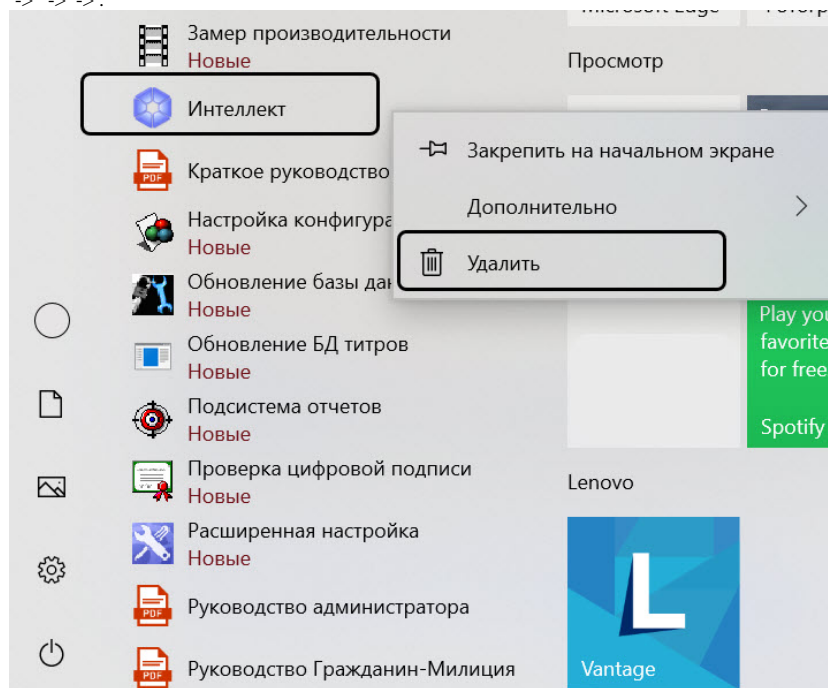 -> -> ->.
Замер производительности
Новые
Просмотр
Интеллект
Закрепить на начальном экране
Краткое руководство
Дополнительно
Настройка конфигура
Новые
Удалить
Обновление базы дан
Новые
Play you
favorite
for free
Обновление БД титров
Новые
Подсистема отчетов
Новые
Spotify
Проверка цифровой подписи
Новые
Lenovo
Расширенная настройка
Новые
PDF Руководство администратора
PDF Руководство Гражданин-Милиция
L
Vantage